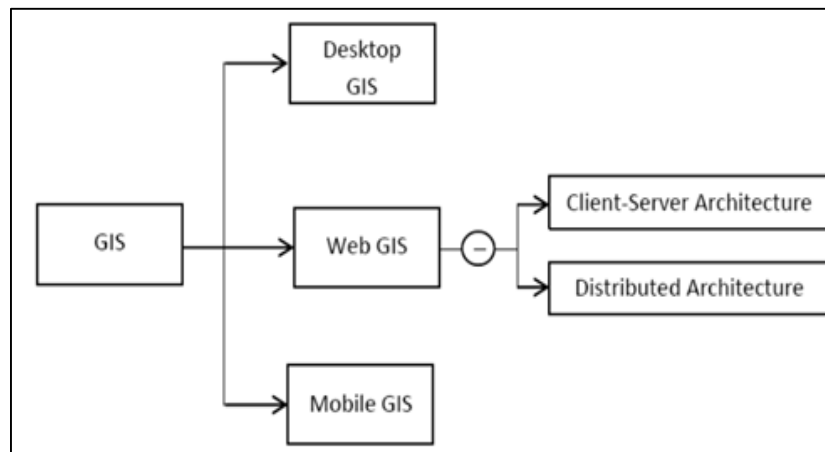 Desktop
GIS
GIS
Web GIS
Client-Server Architecture
Distributed Architecture
Mobile GIS